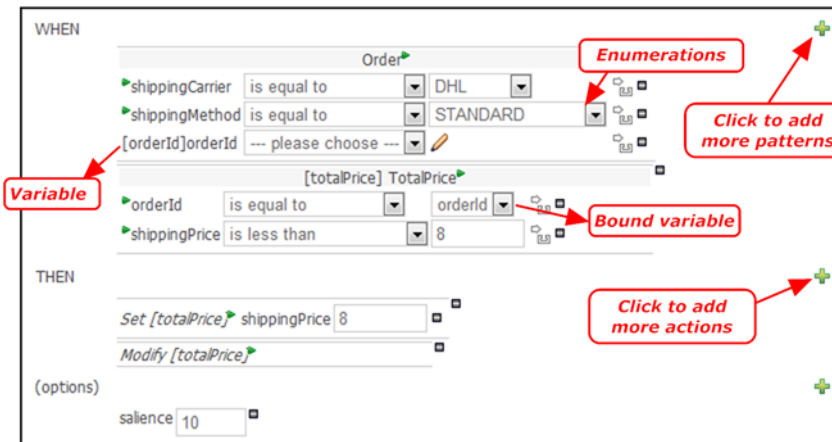 WHEN
Order
Enumerations
shippingCarrier is equal to DHL
shippingMethod is equal to STANDARD
Click to add
more patterns
[orderId]orderId --- please choose ---
[totalPrice] TotalPrice
Variable
orderId is equal to orderId
Bound variable
shippingPrice is less than 8
THEN
Click to add
more actions
Set [totalPrice] shippingPrice 8
Modify [totalPrice]
(options)
salience 10